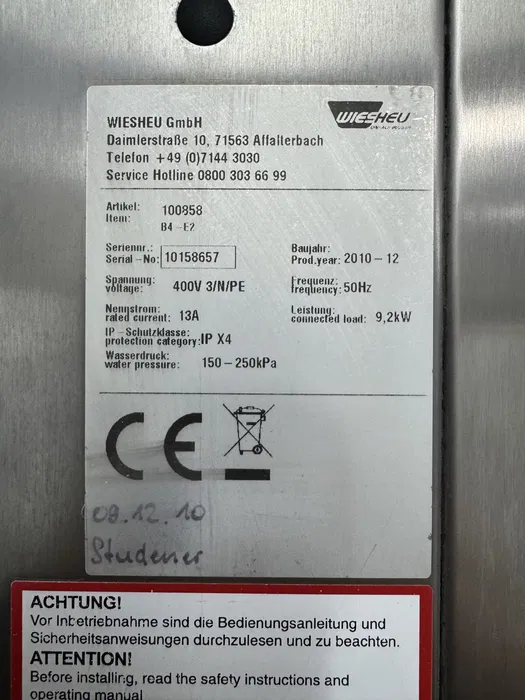 WIESHEU
WIESHEU GmbH
Daimlerstraße 10, 71563 Affalterbach
Telefon +49 (0)7144 3030
Service Hotline 0800 303 66 99
Artikel: 100858
Item: B4-E2
Seriennr.: Baujahr:
Serial-No: 10158657 Prod.year: 2010-12
Spannung: Frequenz:
voltage: 400V 3/N/PE frequency: 50Hz
Nennstrom: Leistung:
rated current: 13A connected load: 9,2kW
IP-Schutzklasse:
protection category: IP X4
Wasserdruck:
water pressure: 150-250kPa
CE
09.12.10
Studener
ACHTUNG!
Vor Inbetriebnahme sind die Bedienungsanleitung und
Sicherheitsanweisungen durchzulesen und zu beachten.
ATTENTION!
Before installing, read the safety instructions and
operating manual